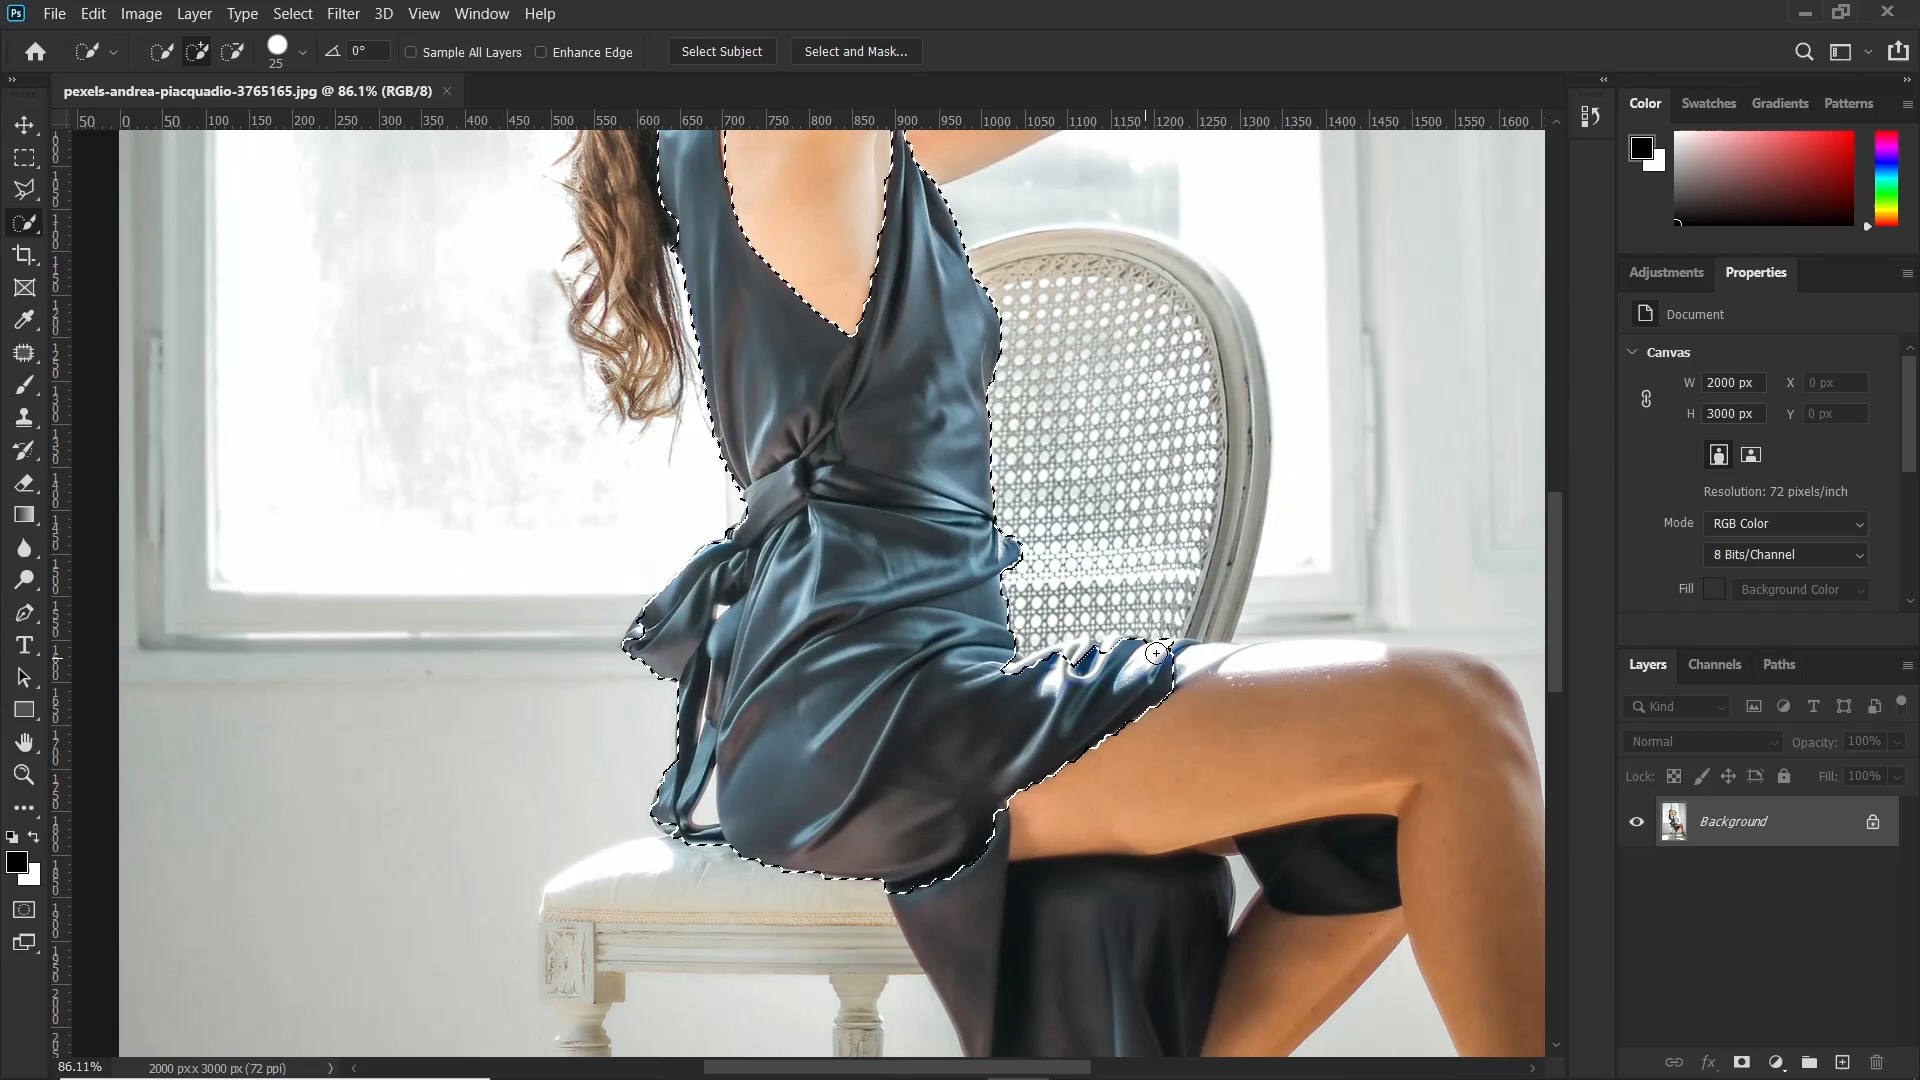 Ps File Edit Image Layer Type Select Filter 3D View Window Help
25 0° Sample All Layers Enhance Edge Select Subject Select and Mask...
pexels-andrea-piacquadio-3765165.jpg @ 86.1% (RGB/8)
50 0 50 100 150 200 250 300 350 400 450 500 550 600 650 700 750 800 850 900 950 1000 1050 1100 1150 1200 1250 1300 1350 1400 1450 1500 1550 1600
Color Swatches Gradients Patterns
Adjustments Properties
Document
Canvas
W 2000 px X 0 px
H 3000 px Y 0 px
Resolution: 72 pixels/inch
Mode RGB Color
8 Bits/Channel
Fill Background Color
Layers Channels Paths
Kind
Normal Opacity: 100%
Lock: Fill: 100%
Background
fx
86.11% 2000 px x 3000 px (72 ppi)